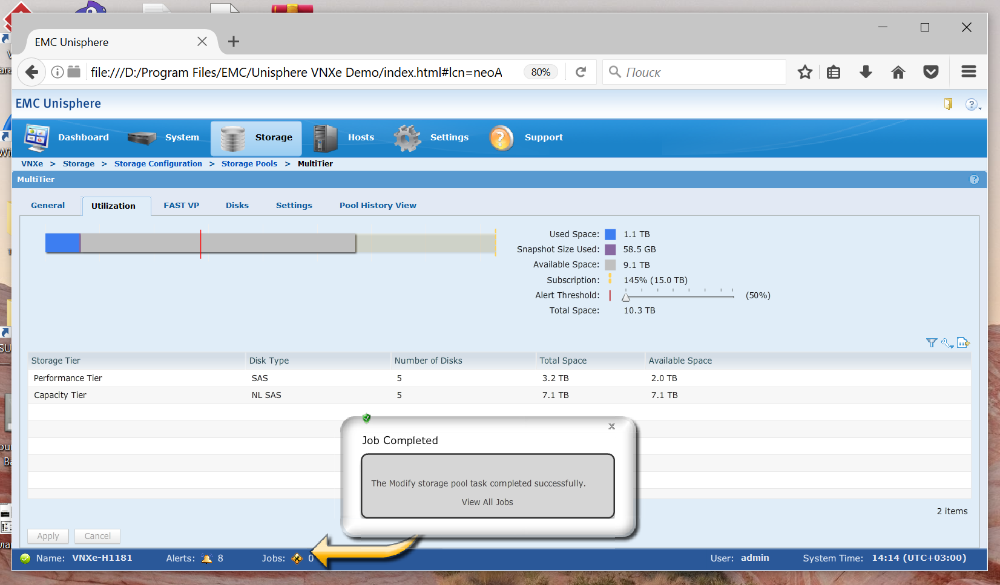 EMC Unisphere
file:///D:/Program Files/EMC/Unisphere VNXe Demo/index.html#lcn=neoA
80%
Поиск
EMC Unisphere
Dashboard
System
Storage
Hosts
Settings
Support
VNXe > Storage > Storage Configuration > Storage Pools > MultiTier
MultiTier
General
Utilization
FAST VP
Disks
Settings
Pool History View
Used Space: 1.1 TB
Snapshot Size Used: 58.5 GB
Available Space: 9.1 TB
Subscription: 145% (15.0 TB)
Alert Threshold: (50%)
Total Space: 10.3 TB
Storage Tier Disk Type Number of Disks Total Space Available Space
Performance Tier SAS 5 3.2 TB 2.0 TB
Capacity Tier NL SAS 5 7.1 TB 7.1 TB
x
Job Completed
The Modify storage pool task completed successfully.
View All Jobs
2 items
Apply
Cancel
Name: VNXe-H1181
Alerts: 8
Jobs: 0
User: admin
System Time: 14:14 (UTC+03:00)